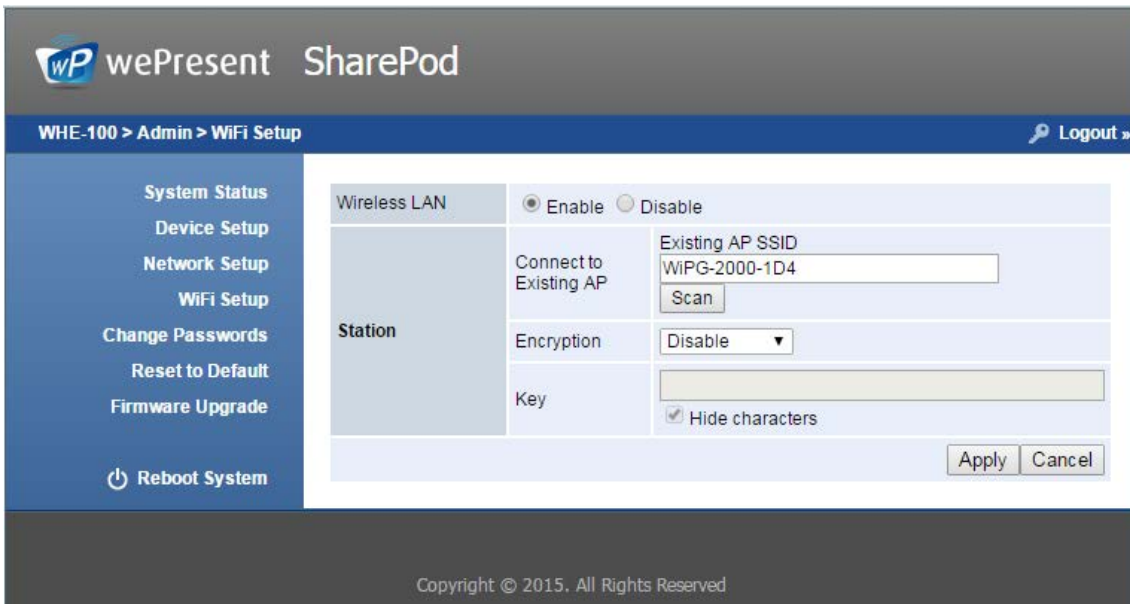 wP wePresent SharePod
WHE-100 > Admin > WiFi Setup
Logout »
System Status
Device Setup
Network Setup
WiFi Setup
Change Passwords
Reset to Default
Firmware Upgrade
Reboot System
Wireless LAN
Enable Disable
Station
Connect to
Existing AP
Existing AP SSID
WiPG-2000-1D4
Scan
Encryption
Disable
Key
Hide characters
Apply Cancel
Copyright © 2015. All Rights Reserved